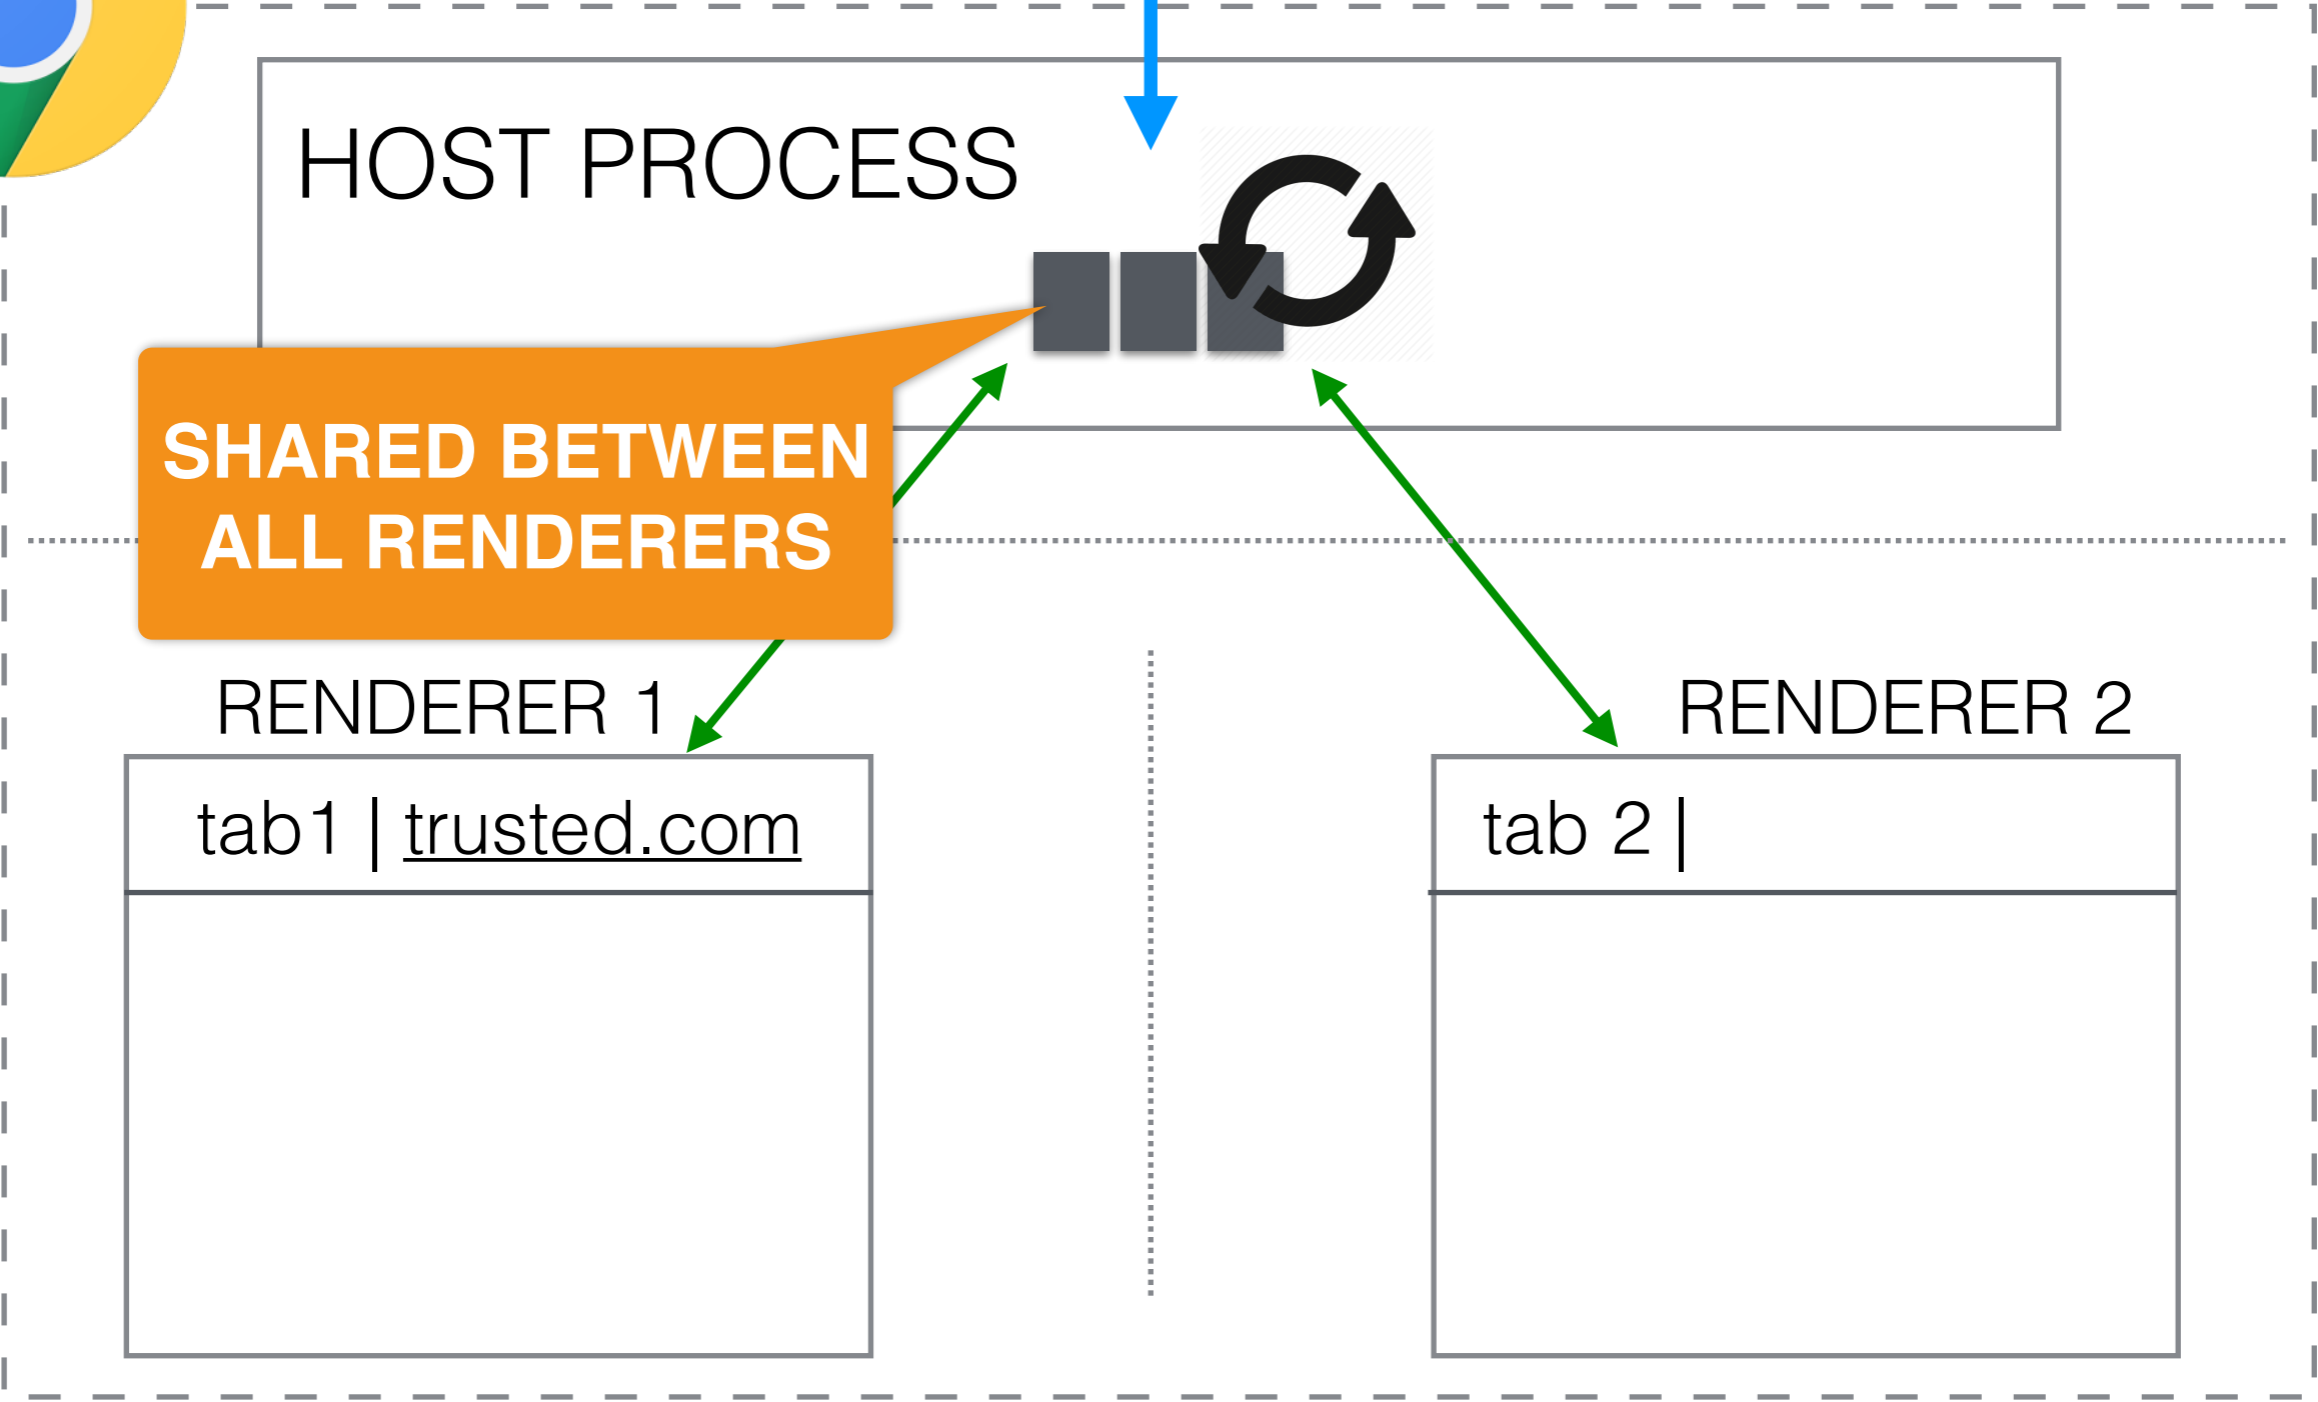 HOST PROCESS
SHARED BETWEEN
ALL RENDERERS
RENDERER 1
RENDERER 2
tab1 | trusted.com
tab 2 |